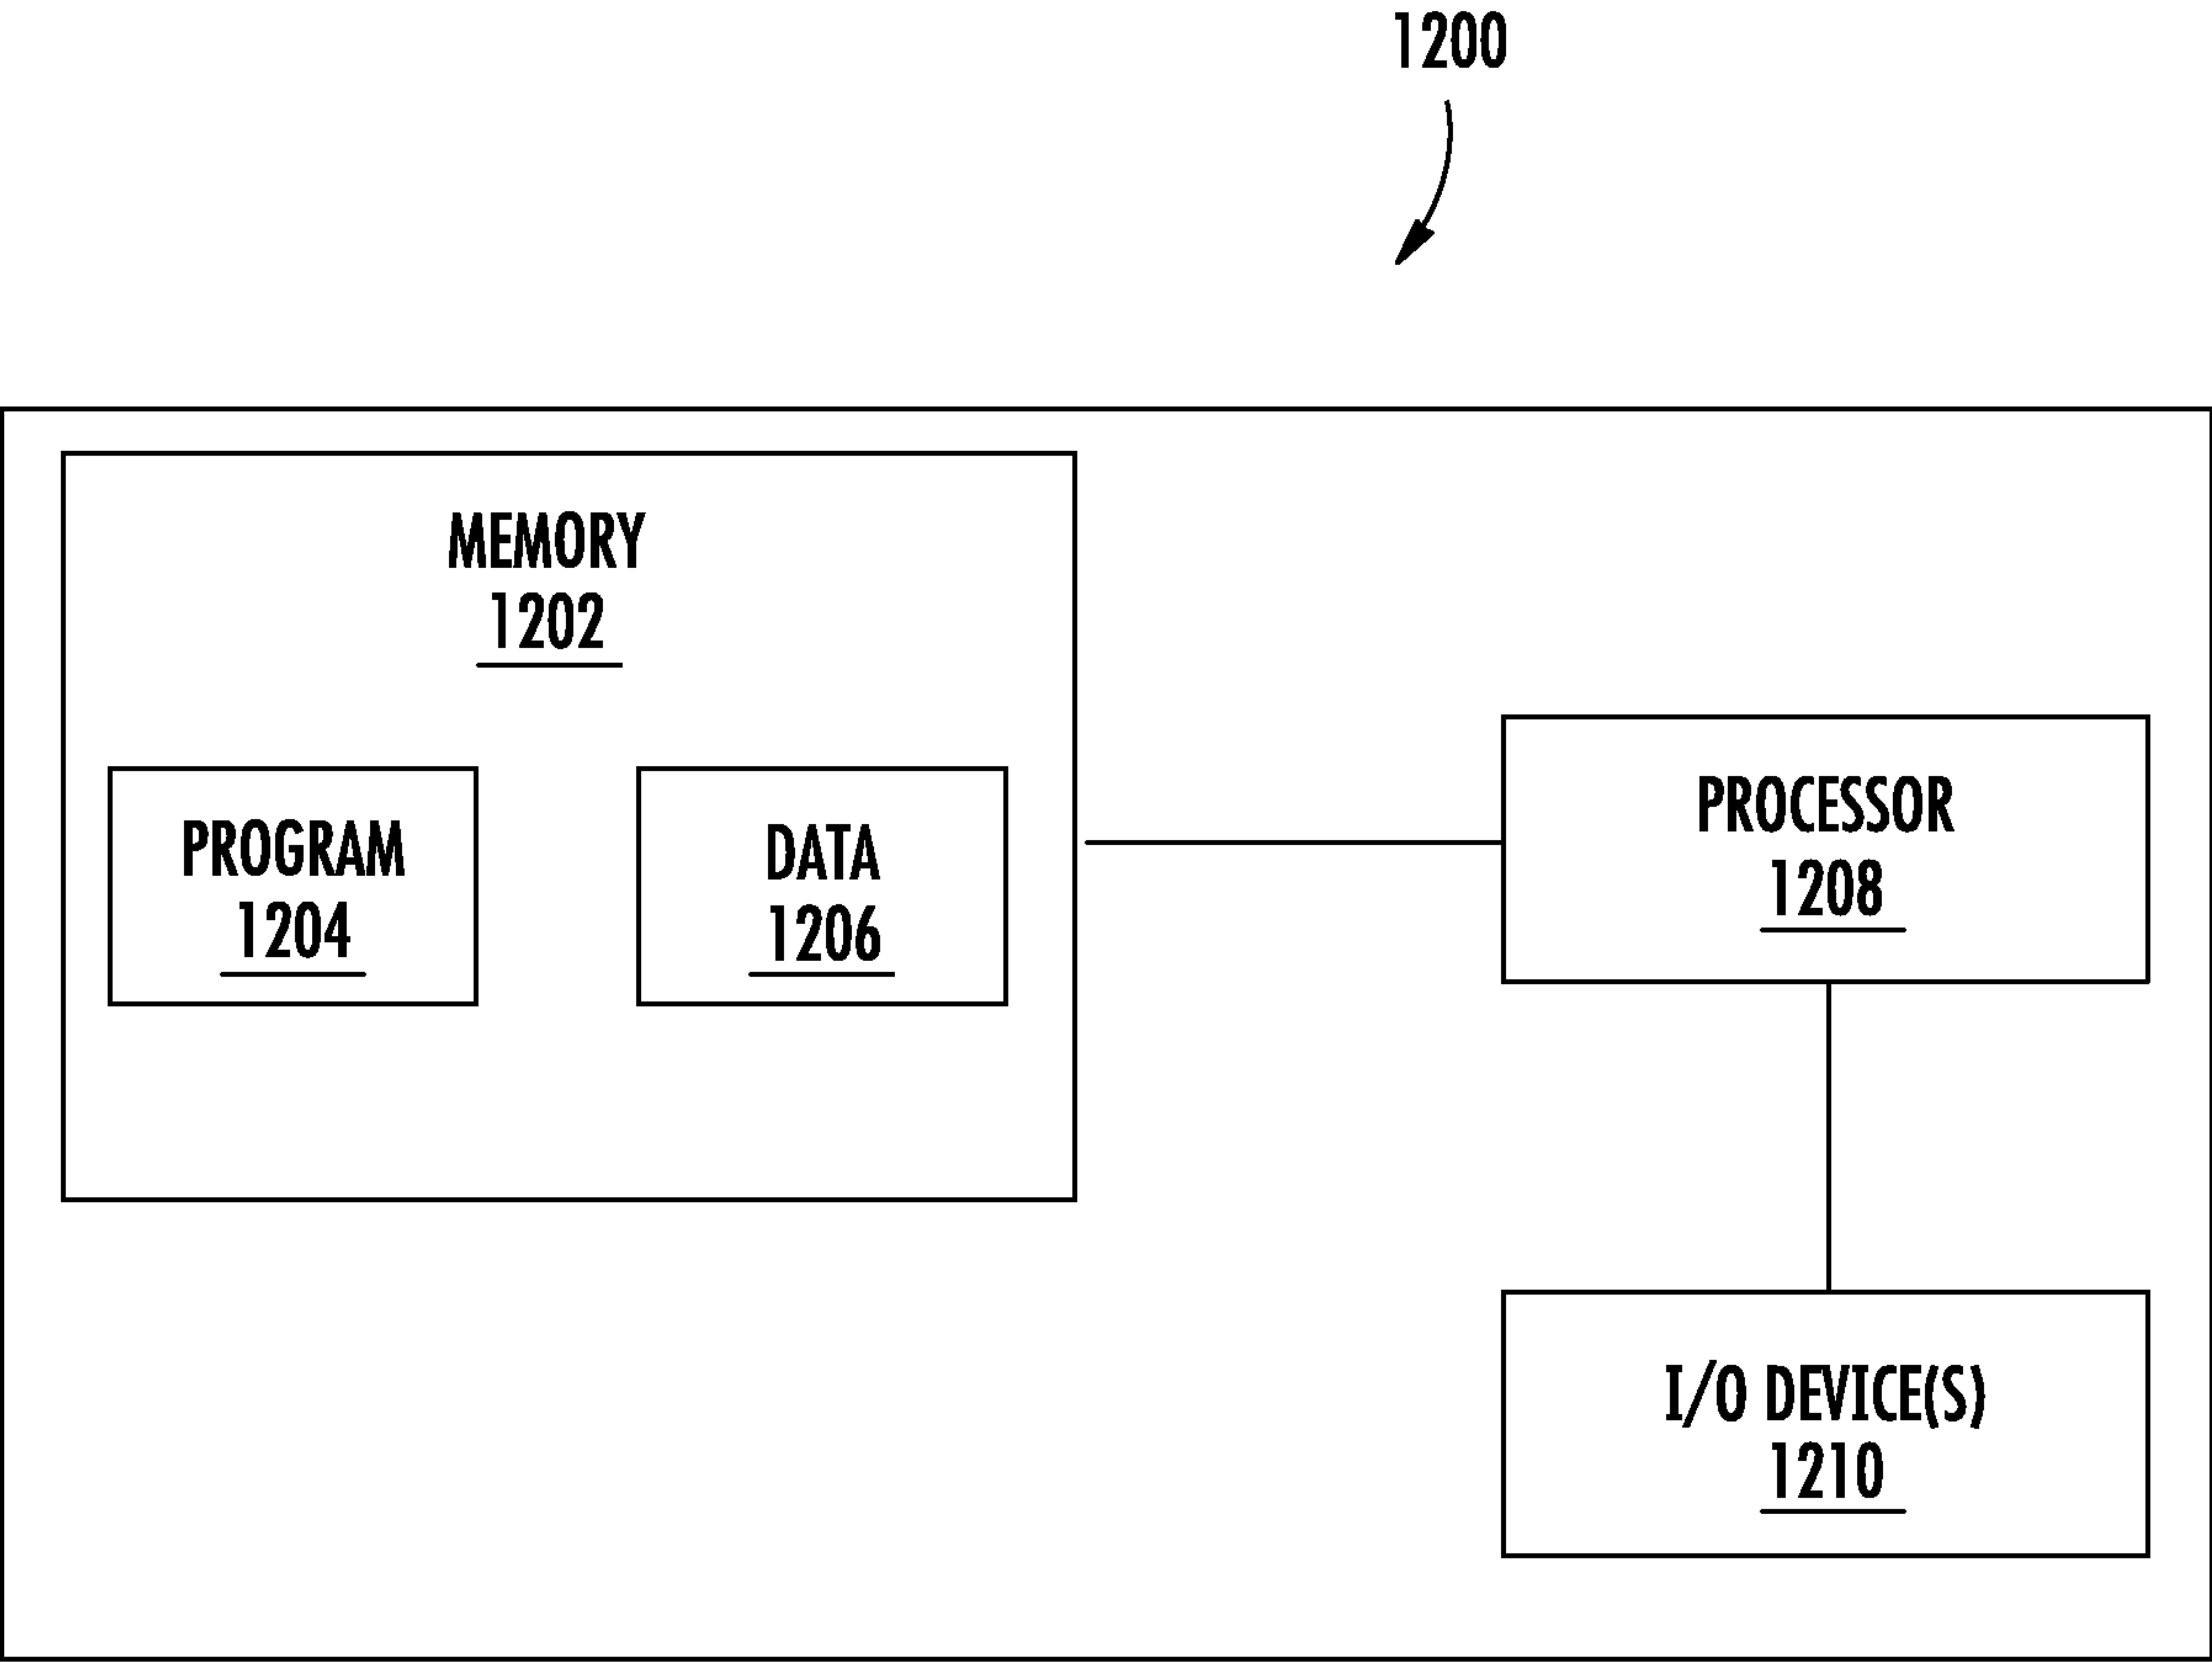 1200
MEMORY
1202
PROGRAM
1204
DATA
1206
PROCESSOR
1208
I/O DEVICE(S)
1210